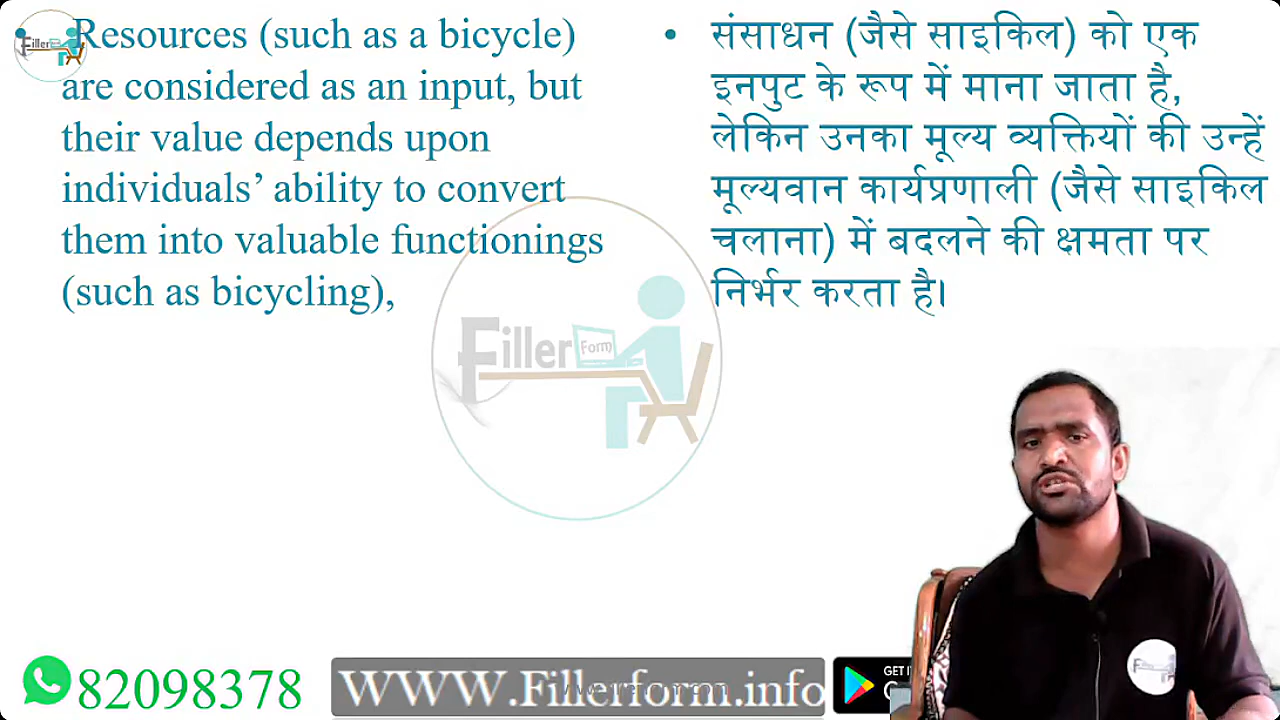 • Resources (such as a bicycle)
are considered as an input, but
their value depends upon
individuals’ ability to convert
them into valuable functionings
(such as bicycling),
• संसाधन (जैसे साइकिल) को एक
इनपुट के रूप में माना जाता है,
लेकिन उनका मूल्य व्यक्तियों की उन्हें
मूल्यवान कार्यप्रणाली (जैसे साइकिल
चलाना) में बदलने की क्षमता पर
निर्भर करता है।
Filler Form
82098378
www.Fillerform.info
GET I